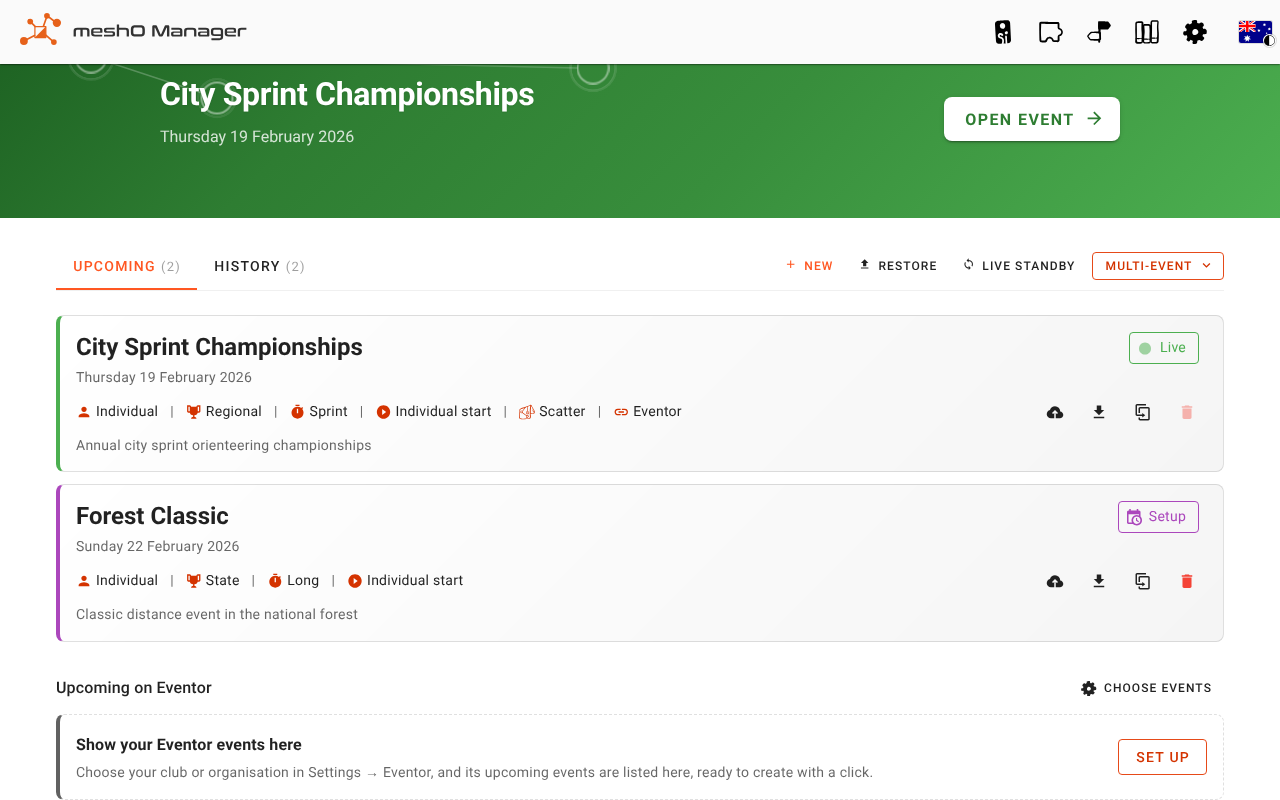 meshO Manager
SI
City Sprint Championships
Thursday 19 February 2026
OPEN EVENT →
UPCOMING (2)
HISTORY (2)
+ NEW
RESTORE
LIVE STANDBY
MULTI-EVENT
City Sprint Championships
Live
Thursday 19 February 2026
Individual | Regional | Sprint | Individual start | Scatter | Eventor
Annual city sprint orienteering championships
Forest Classic
Setup
Sunday 22 February 2026
Individual | State | Long | Individual start
Classic distance event in the national forest
Upcoming on Eventor
CHOOSE EVENTS
Show your Eventor events here
Choose your club or organisation in Settings → Eventor, and its upcoming events are listed here, ready to create with a click.
SET UP